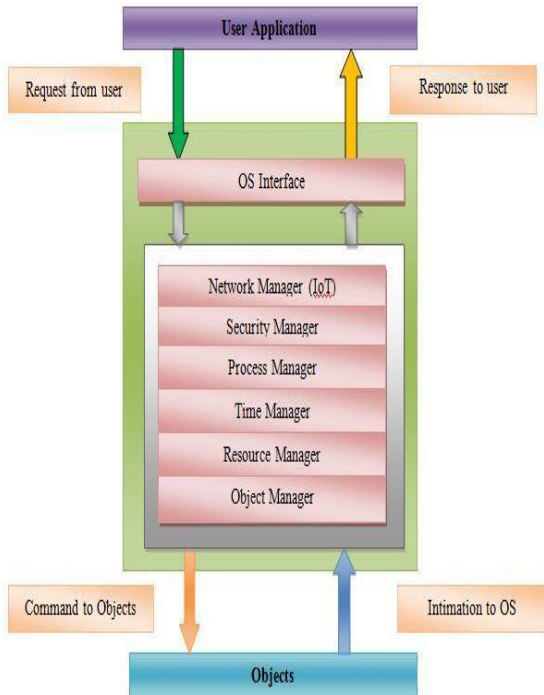 User Application
Request from user
Response to user
OS Interface
Network Manager (IoT)
Security Manager
Process Manager
Time Manager
Resource Manager
Object Manager
Command to Objects
Intimation to OS
Objects